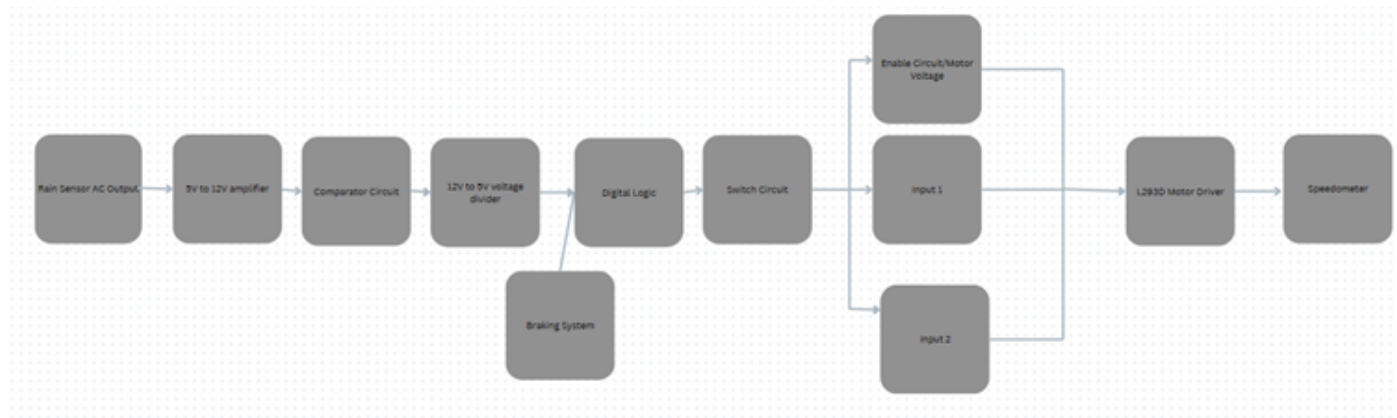 Rain Sensor AC Output
5V to 12V amplifier
Comparator Circuit
12V to 5V voltage
divider
Digital Logic
Switch Circuit
Enable Circuit/Motor
Voltage
Input 1
Input 2
L293D Motor Driver
Speedometer
Braking System